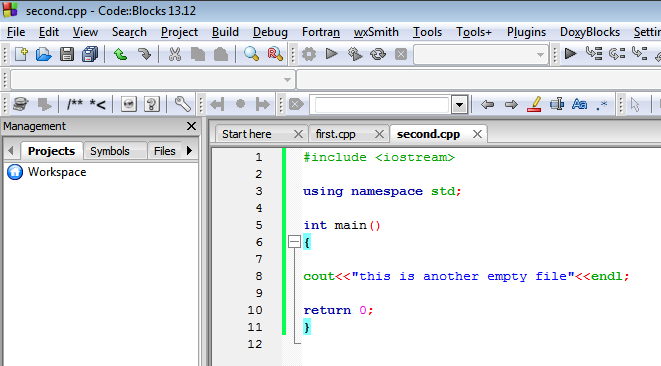 second.cpp - Code::Blocks 13.12
File Edit View Search Project Build Debug Fortran wxSmith Tools Tools+ Plugins DoxyBlocks
/** *<
Aa .*
Management
Projects Symbols Files
Workspace
Start here first.cpp second.cpp
1 #include <iostream>
2
3 using namespace std;
4
5 int main()
6 {
7
8 cout<<"this is another empty file"<<endl;
9
10 return 0;
11 }
12